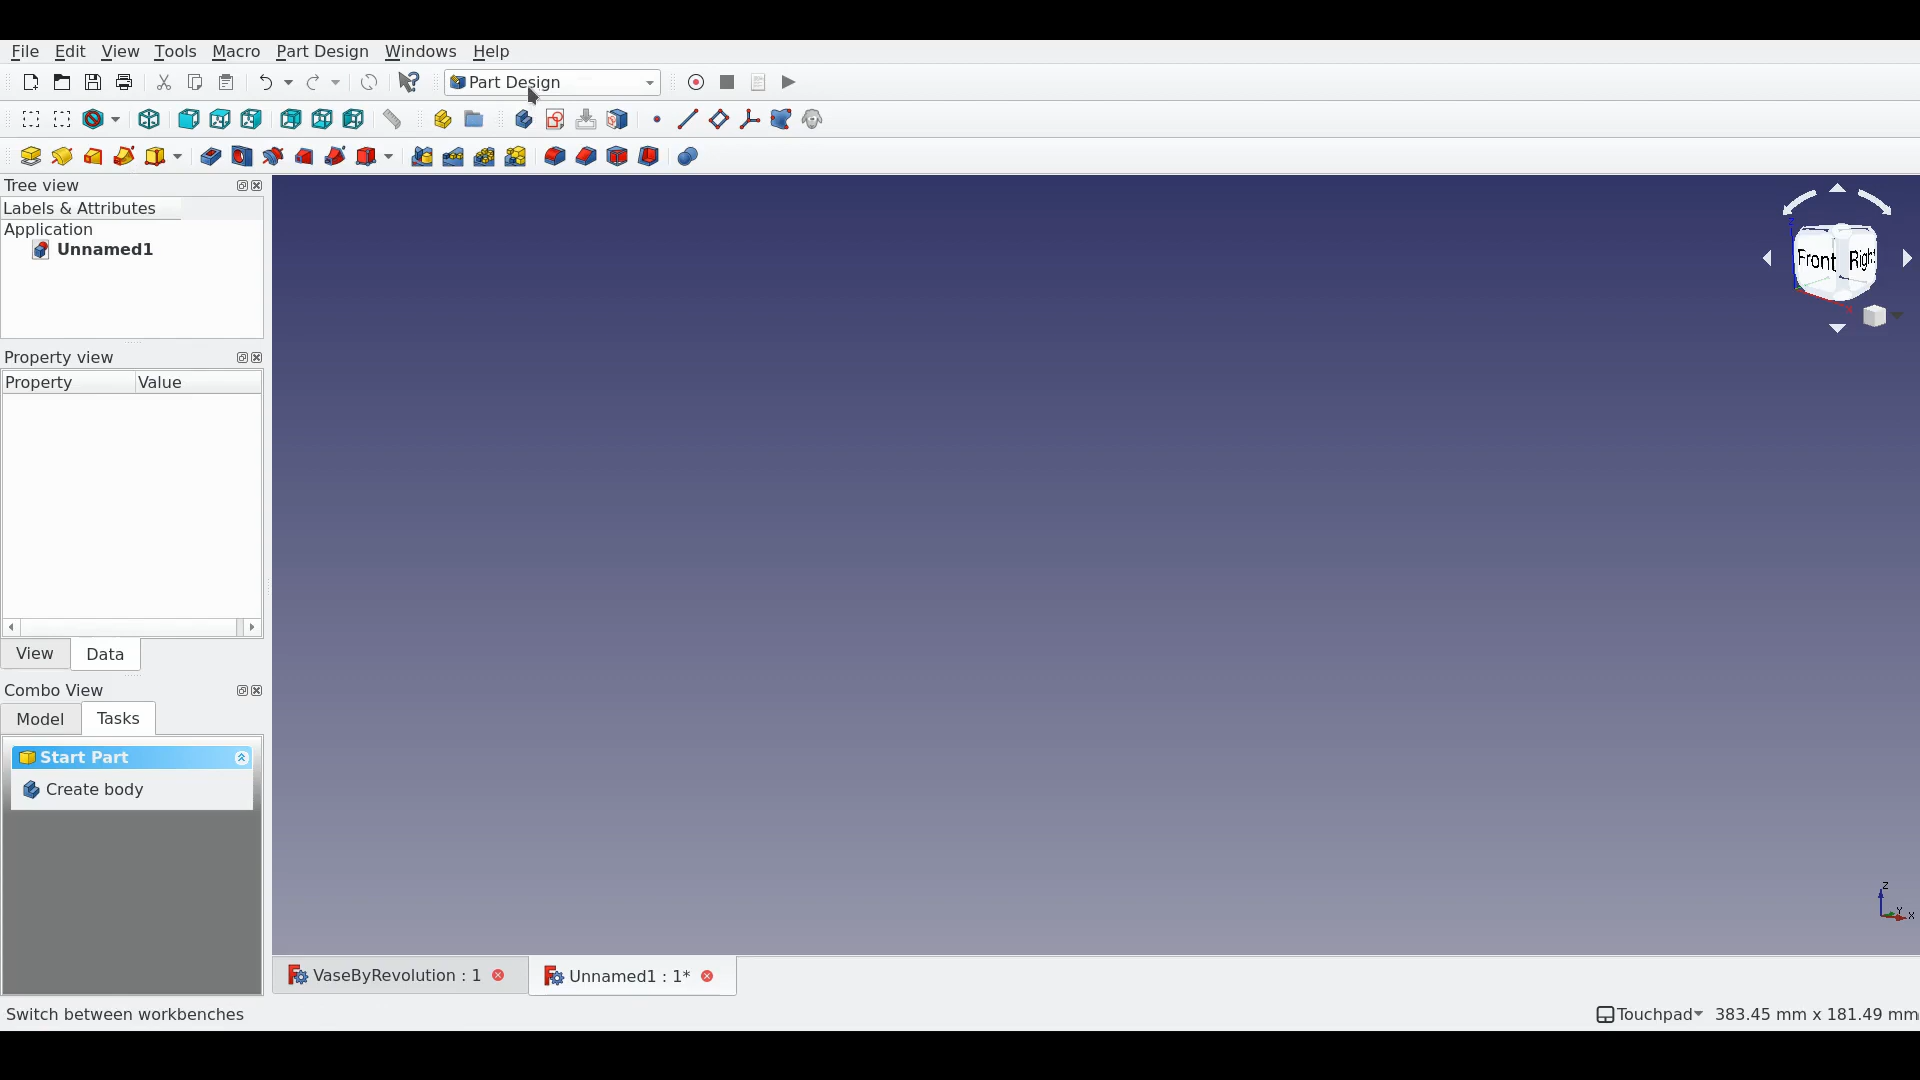 File Edit View Tools Macro Part Design Windows Help
Part Design
Tree view
Labels & Attributes
Application
Unnamed1
Front Right
Property view
Property Value
View Data
Combo View
Model Tasks
Start Part
Create body
Z
Y X
VaseByRevolution : 1 Unnamed1 : 1*
Switch between workbenches Touchpad 383.45 mm x 181.49 mm